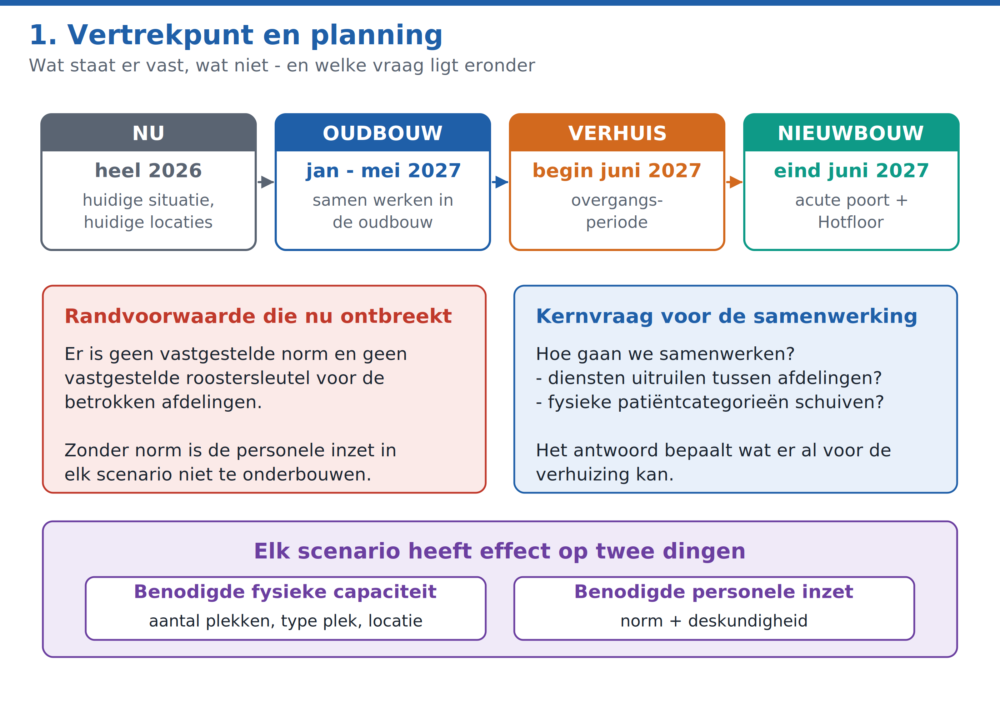 1. Vertrekpunt en planning
Wat staat er vast, wat niet - en welke vraag ligt eronder
NU
heel 2026
huidige situatie,
huidige locaties
OUDBOUW
jan - mei 2027
samen werken in
de oudbouw
VERHUIS
begin juni 2027
overgangs-
periode
NIEUWBOUW
eind juni 2027
acute poort +
Hotfloor
Randvoorwaarde die nu ontbreekt
Er is geen vastgestelde norm en geen
vastgestelde roostersleutel voor de
betrokken afdelingen.
Zonder norm is de personele inzet in
elk scenario niet te onderbouwen.
Kernvraag voor de samenwerking
Hoe gaan we samenwerken?
- diensten uitruilen tussen afdelingen?
- fysieke patiëntcategorieën schuiven?
Het antwoord bepaalt wat er al voor de
verhuizing kan.
Elk scenario heeft effect op twee dingen
Benodigde fysieke capaciteit
aantal plekken, type plek, locatie
Benodigde personele inzet
norm + deskundigheid